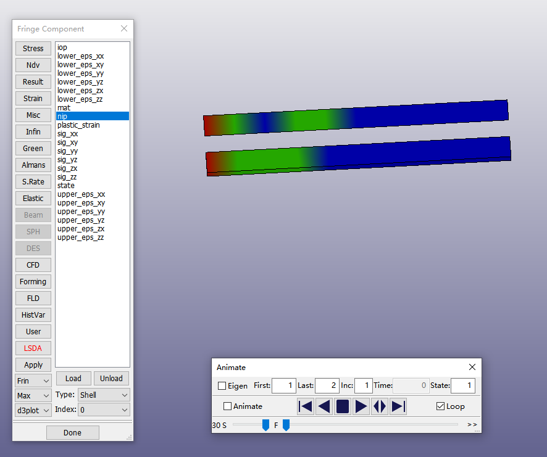 Fringe Component
Stress
Ndv
Result
Strain
Misc
Infin
Green
Almans
S.Rate
Elastic
Beam
SPH
DES
CFD
Forming
FLD
HistVar
User
LSDA
Apply
Frin
Max
d3plot
iop
lower_eps_xx
lower_eps_xy
lower_eps_yy
lower_eps_yz
lower_eps_zx
lower_eps_zz
mat
nip
plastic_strain
sig_xx
sig_xy
sig_yy
sig_yz
sig_zx
sig_zz
state
upper_eps_xx
upper_eps_xy
upper_eps_yy
upper_eps_yz
upper_eps_zx
upper_eps_zz
Load Unload
Type: Shell
Index: 0
Done
Animate
Eigen First: 1 Last: 2 Inc: 1 Time: 0 State: 1
Animate Loop
30 S F >>